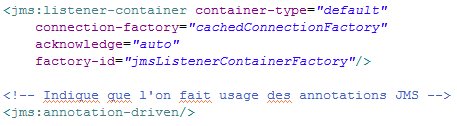 <jms:listener-container container-type="default"
connection-factory="cachedConnectionFactory"
acknowledge="auto"
factory-id="jmsListenerContainerFactory"/>
<!-- Indique que l'on fait usage des annotations JMS -->
<jms:annotation-driven/>